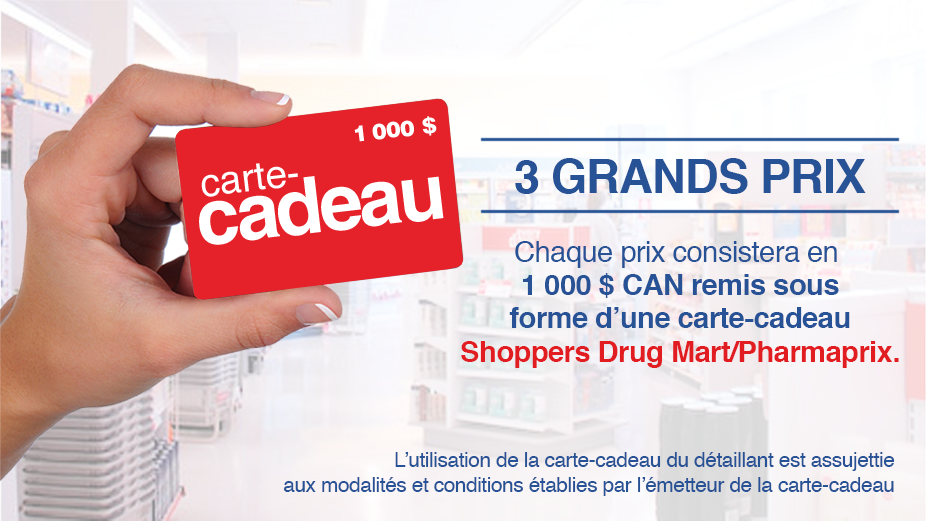 1 000 $
carte-
cadeau
3 GRANDS PRIX
Chaque prix consistera en
1 000 $ CAN remis sous
forme d’une carte-cadeau
Shoppers Drug Mart/Pharmaprix.
L’utilisation de la carte-cadeau du détaillant est assujettie
aux modalités et conditions établies par l’émetteur de la carte-cadeau